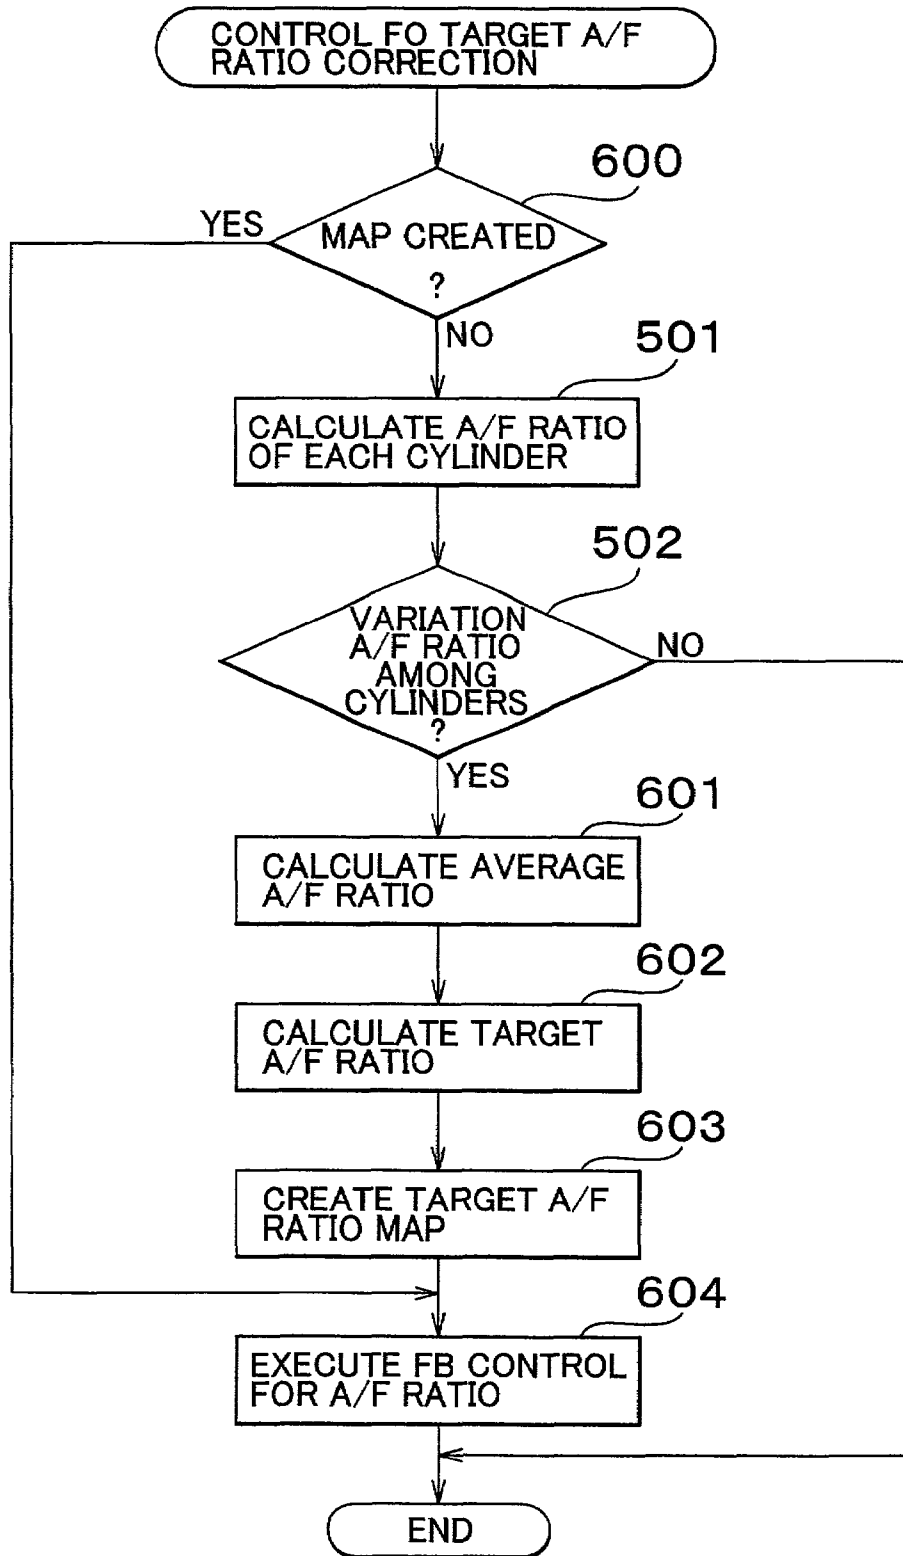 CONTROL FO TARGET A/F
RATIO CORRECTION
600
YES
MAP CREATED
?
NO
501
CALCULATE A/F RATIO
OF EACH CYLINDER
502
VARIATION
A/F RATIO
AMONG
CYLINDERS
?
NO
YES
601
CALCULATE AVERAGE
A/F RATIO
602
CALCULATE TARGET
A/F RATIO
603
CREATE TARGET A/F
RATIO MAP
604
EXECUTE FB CONTROL
FOR A/F RATIO
END